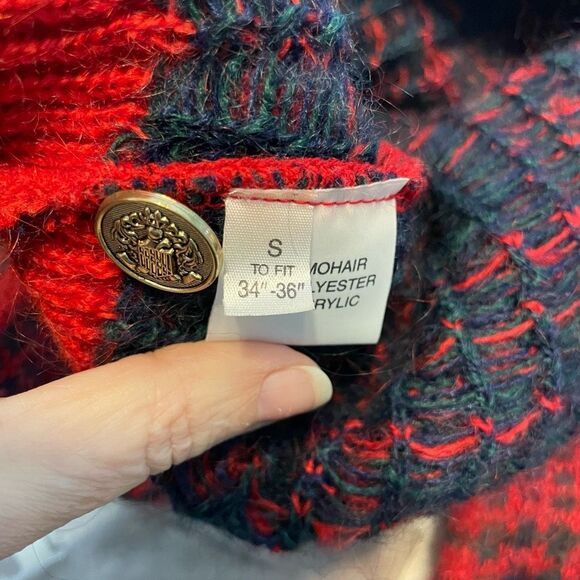 S
TO FIT
34"-36"
MOHAIR
LYESTER
RYLIC